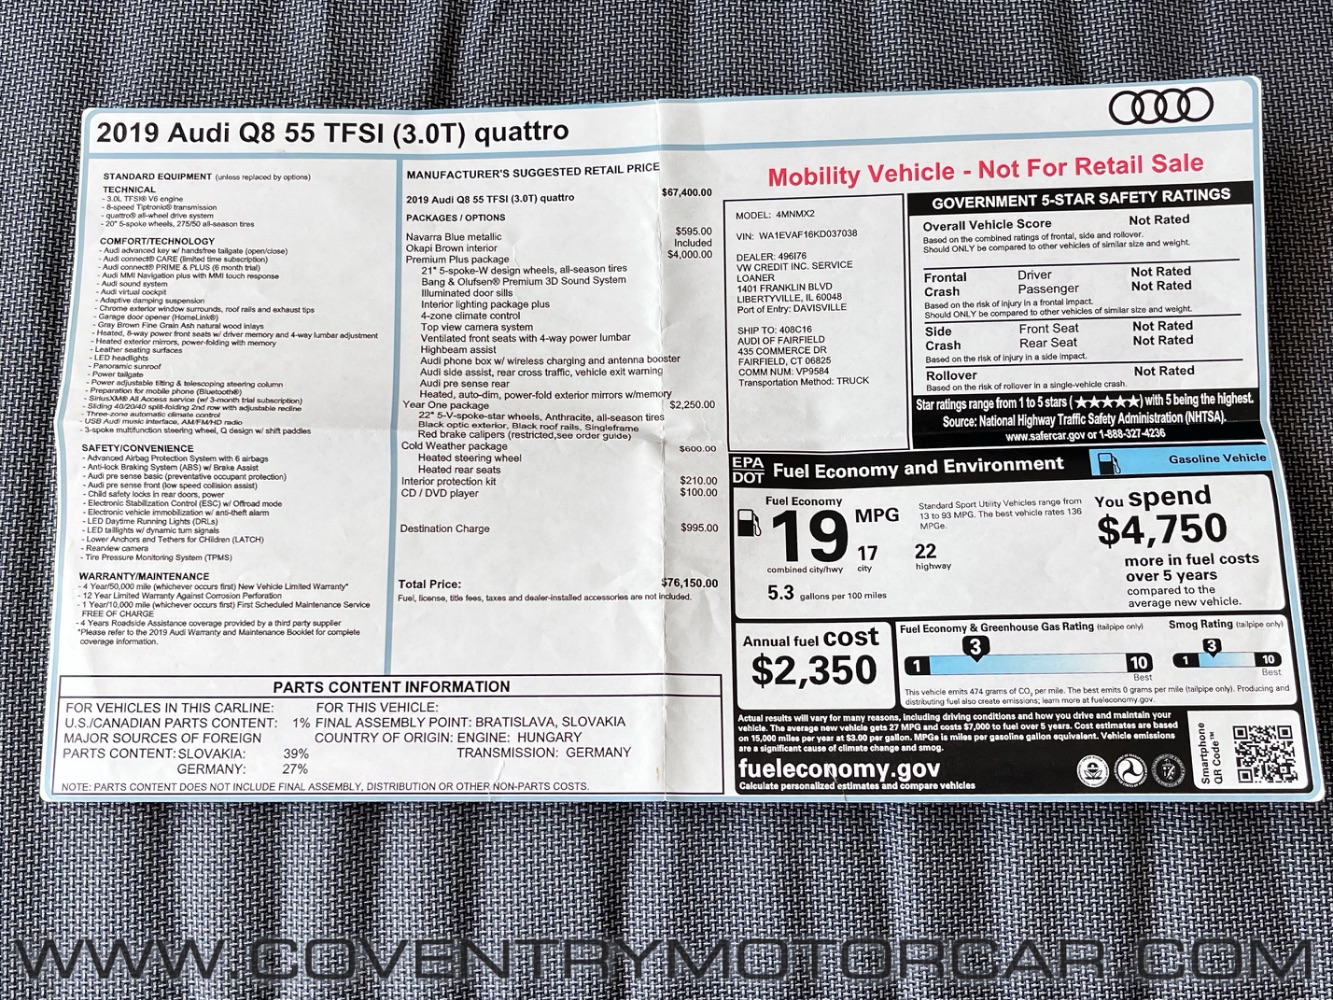 2019 Audi Q8 55 TFSI (3.0T) quattro
STANDARD EQUIPMENT (unless replaced by options)
TECHNICAL
- 3.0L TFSI® V6 engine
- 8-speed Tiptronic® transmission
- quattro® all-wheel drive system
- 20" 5-spoke wheels, 275/50 all-season tires
COMFORT/TECHNOLOGY
- Audi advanced key w/ handsfree tailgate (open/close)
- Audi connect® CARE (limited time subscription)
- Audi connect® PRIME & PLUS (6 month trial)
- Audi MMI Navigation plus with MMI touch response
- Audi sound system
- Audi virtual cockpit
- Adaptive damping suspension
- Chrome exterior window surrounds, roof rails and exhaust tips
- Garage door opener (HomeLink®)
- Gray Brown Fine Grain Ash natural wood inlays
- Heated, 8-way power front seats w/ driver memory and 4-way lumbar adjustment
- Heated exterior mirrors, power-folding with memory
- Leather seating surfaces
- LED headlights
- Panoramic sunroof
- Power tailgate
- Power adjustable tilting & telescoping steering column
- Preparation for mobile phone (Bluetooth®)
- SiriusXM® All Access service (w/ 3-month trial subscription)
- Sliding 40/20/40 split-folding 2nd row with adjustable recline
- Three-zone automatic climate control
- USB Audi music interface, AM/FM/HD radio
- 3-spoke multifunction steering wheel, Q design w/ shift paddles
SAFETY/CONVENIENCE
- Advanced Airbag Protection System with 6 airbags
- Anti-lock Braking System (ABS) w/ Brake Assist
- Audi pre sense basic (preventative occupant protection)
- Audi pre sense front (low speed collision assist)
- Child safety locks in rear doors, power
- Electronic Stabilization Control (ESC) w/ Offroad mode
- Electronic vehicle immobilization w/ anti-theft alarm
- LED Daytime Running Lights (DRLs)
- LED taillights w/ dynamic turn signals
- Lower Anchors and Tethers for CHildren (LATCH)
- Rearview camera
- Tire Pressure Monitoring System (TPMS)
WARRANTY/MAINTENANCE
- 4 Year/50,000 mile (whichever occurs first) New Vehicle Limited Warranty*
- 12 Year Limited Warranty Against Corrosion Perforation
- 1 Year/10,000 mile (whichever occurs first) First Scheduled Maintenance Service
FREE OF CHARGE
- 4 Years Roadside Assistance coverage provided by a third party supplier
*Please refer to the 2019 Audi Warranty and Maintenance Booklet for complete
coverage information.
MANUFACTURER'S SUGGESTED RETAIL PRICE
2019 Audi Q8 55 TFSI (3.0T) quattro $67,400.00
PACKAGES / OPTIONS
Navarra Blue metallic $595.00
Okapi Brown interior Included
Premium Plus package $4,000.00
21" 5-spoke-W design wheels, all-season tires
Bang & Olufsen® Premium 3D Sound System
Illuminated door sills
Interior lighting package plus
4-zone climate control
Top view camera system
Ventilated front seats with 4-way power lumbar
Highbeam assist
Audi phone box w/ wireless charging and antenna booster
Audi side assist, rear cross traffic, vehicle exit warning
Audi pre sense rear
Heated, auto-dim, power-fold exterior mirrors w/memory
Year One package $2,250.00
22" 5-V-spoke-star wheels, Anthracite, all-season tires
Black optic exterior, Black roof rails, Singleframe
Red brake calipers (restricted,see order guide)
Cold Weather package $600.00
Heated steering wheel
Heated rear seats
Interior protection kit $210.00
CD / DVD player $100.00
Destination Charge $995.00
Total Price: $76,150.00
Fuel, license, title fees, taxes and dealer-installed accessories are not included.
PARTS CONTENT INFORMATION
FOR VEHICLES IN THIS CARLINE:
U.S./CANADIAN PARTS CONTENT: 1%
MAJOR SOURCES OF FOREIGN
PARTS CONTENT: SLOVAKIA: 39%
GERMANY: 27%
FOR THIS VEHICLE:
FINAL ASSEMBLY POINT: BRATISLAVA, SLOVAKIA
COUNTRY OF ORIGIN: ENGINE: HUNGARY
TRANSMISSION: GERMANY
NOTE: PARTS CONTENT DOES NOT INCLUDE FINAL ASSEMBLY, DISTRIBUTION OR OTHER NON-PARTS COSTS.
Mobility Vehicle - Not For Retail Sale
MODEL: 4MNMX2
VIN: WA1EVAF16KD037038
DEALER: 496I76
VW CREDIT INC. SERVICE
LOANER
1401 FRANKLIN BLVD
LIBERTYVILLE, IL 60048
Port of Entry: DAVISVILLE
SHIP TO: 408C16
AUDI OF FAIRFIELD
435 COMMERCE DR
FAIRFIELD, CT 06825
COMM NUM: VP9584
Transportation Method: TRUCK
GOVERNMENT 5-STAR SAFETY RATINGS
Overall Vehicle Score Not Rated
Based on the combined ratings of frontal, side and rollover.
Should ONLY be compared to other vehicles of similar size and weight.
Frontal Driver Not Rated
Crash Passenger Not Rated
Based on the risk of injury in a frontal impact.
Should ONLY be compared to other vehicles of similar size and weight.
Side Front Seat Not Rated
Crash Rear Seat Not Rated
Based on the risk of injury in a side impact.
Rollover Not Rated
Based on the risk of rollover in a single-vehicle crash.
Star ratings range from 1 to 5 stars (★★★★★) with 5 being the highest.
Source: National Highway Traffic Safety Administration (NHTSA).
www.safercar.gov or 1-888-327-4236
EPA
DOT
Fuel Economy and Environment
Gasoline Vehicle
Fuel Economy
19 MPG
combined city/hwy
17
city
22
highway
5.3 gallons per 100 miles
Standard Sport Utility Vehicles range from
13 to 93 MPG. The best vehicle rates 136
MPGe.
You spend
$4,750
more in fuel costs
over 5 years
compared to the
average new vehicle.
Annual fuel cost
$2,350
Fuel Economy & Greenhouse Gas Rating (tailpipe only)
3
1 10
Best
Smog Rating (tailpipe only)
3
1 10
Best
This vehicle emits 474 grams of CO2 per mile. The best emits 0 grams per mile (tailpipe only). Producing and
distributing fuel also create emissions; learn more at fueleconomy.gov.
Actual results will vary for many reasons, including driving conditions and how you drive and maintain your
vehicle. The average new vehicle gets 27 MPG and costs $7,000 to fuel over 5 years. Cost estimates are based
on 15,000 miles per year at $3.00 per gallon. MPGe is miles per gasoline gallon equivalent. Vehicle emissions
are a significant cause of climate change and smog.
fueleconomy.gov
Calculate personalized estimates and compare vehicles
Smartphone
QR Code™
WWW.COVENTRYMOTORCAR.COM